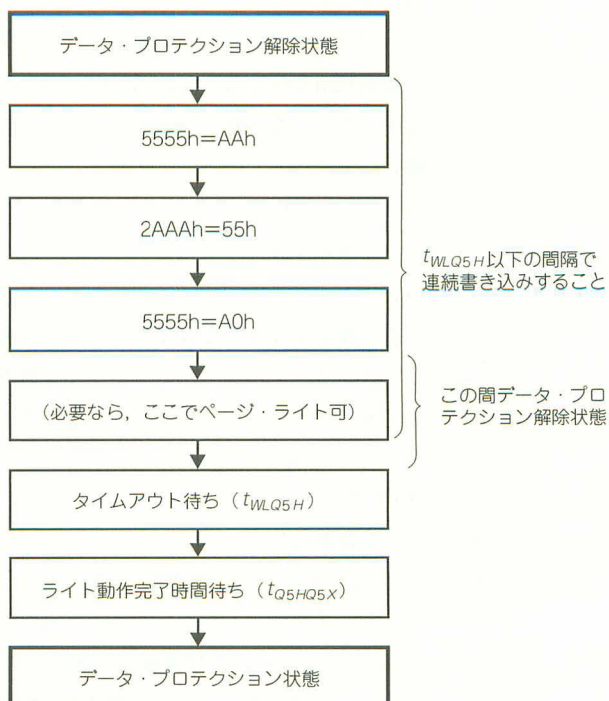 データ・プロテクション解除状態
5555h=AAh
2AAAh=55h
tWLQ5H以下の間隔で
連続書き込みすること
5555h=A0h
この間データ・プロ
テクション解除状態
(必要なら,ここでページ・ライト可)
タイムアウト待ち(tWLQ5H)
ライト動作完了時間待ち(tQ5HQ5X)
データ・プロテクション状態